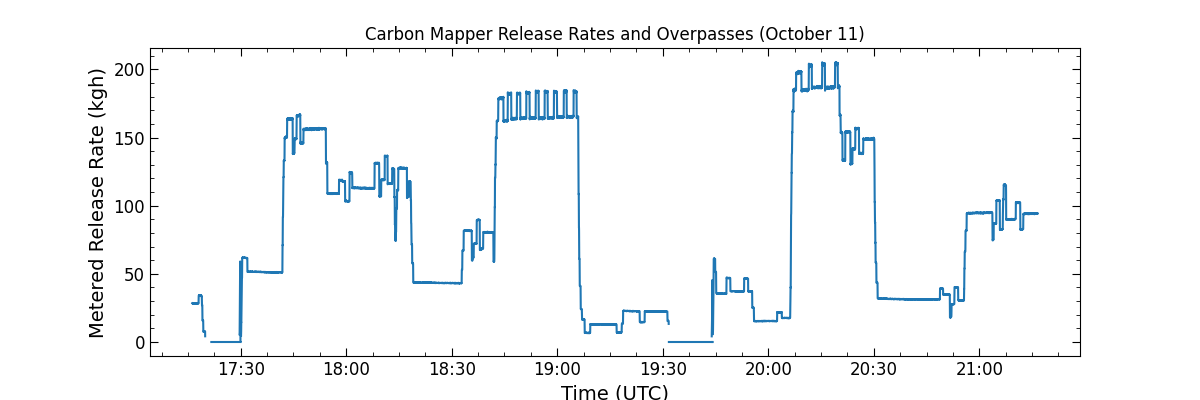 Carbon Mapper Release Rates and Overpasses (October 11)
Metered Release Rate (kgh)
200
150
100
50
0
17:30 18:00 18:30 19:00 19:30 20:00 20:30 21:00
Time (UTC)